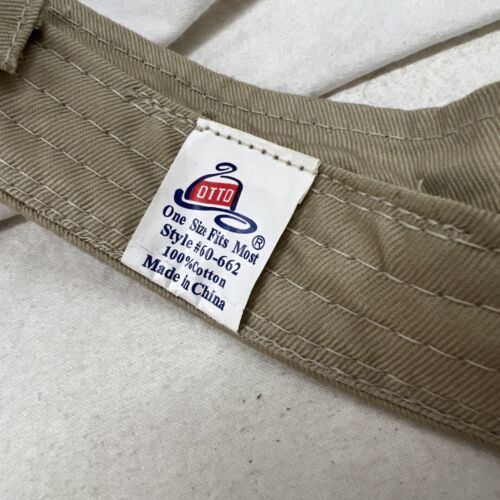 OTTO
®
One Size Fits Most
Style #60-662
100%Cotton
Made in China